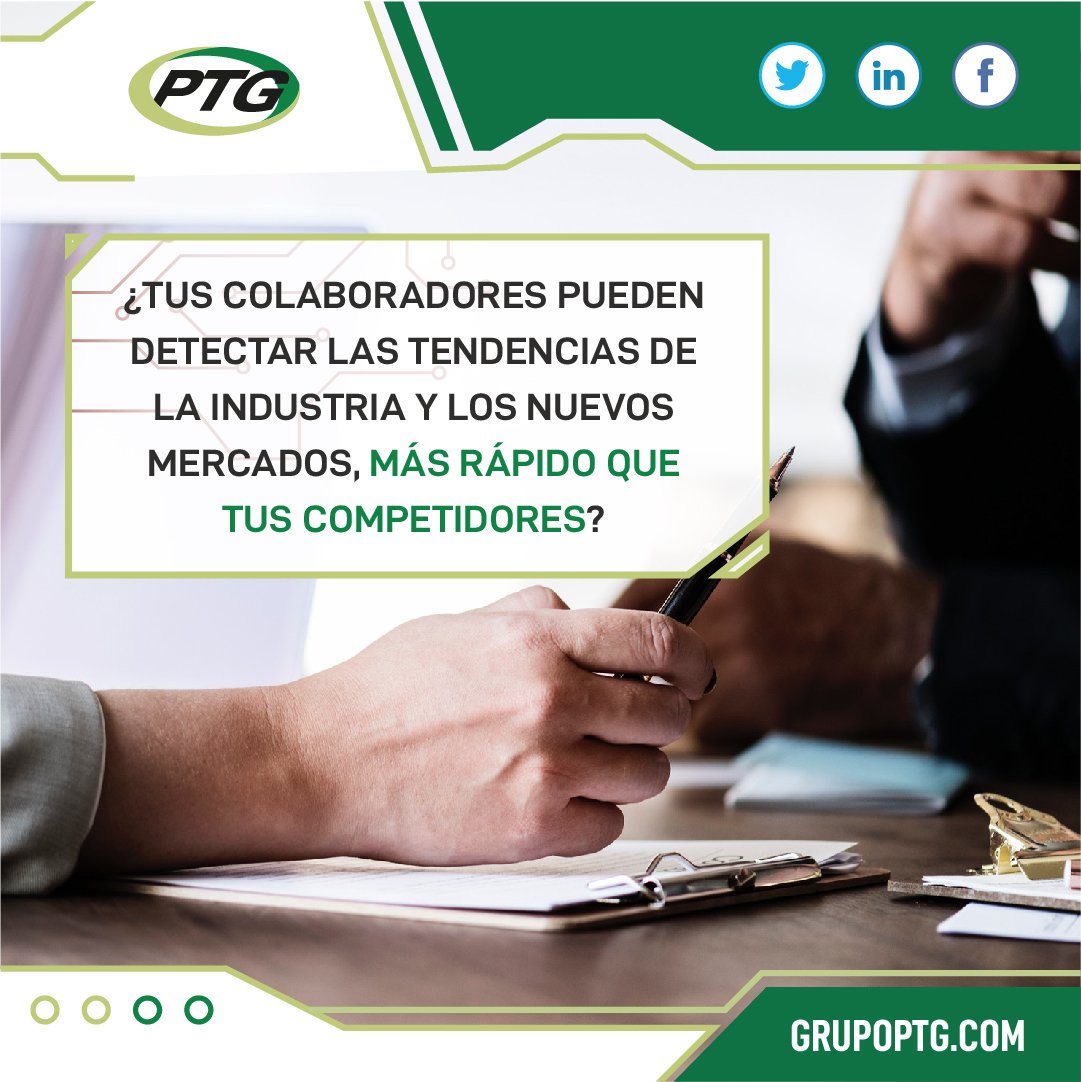 PTG
¿TUS COLABORADORES PUEDEN
DETECTAR LAS TENDENCIAS DE
LA INDUSTRIA Y LOS NUEVOS
MERCADOS, MÁS RÁPIDO QUE
TUS COMPETIDORES?
GRUPOPTG.COM